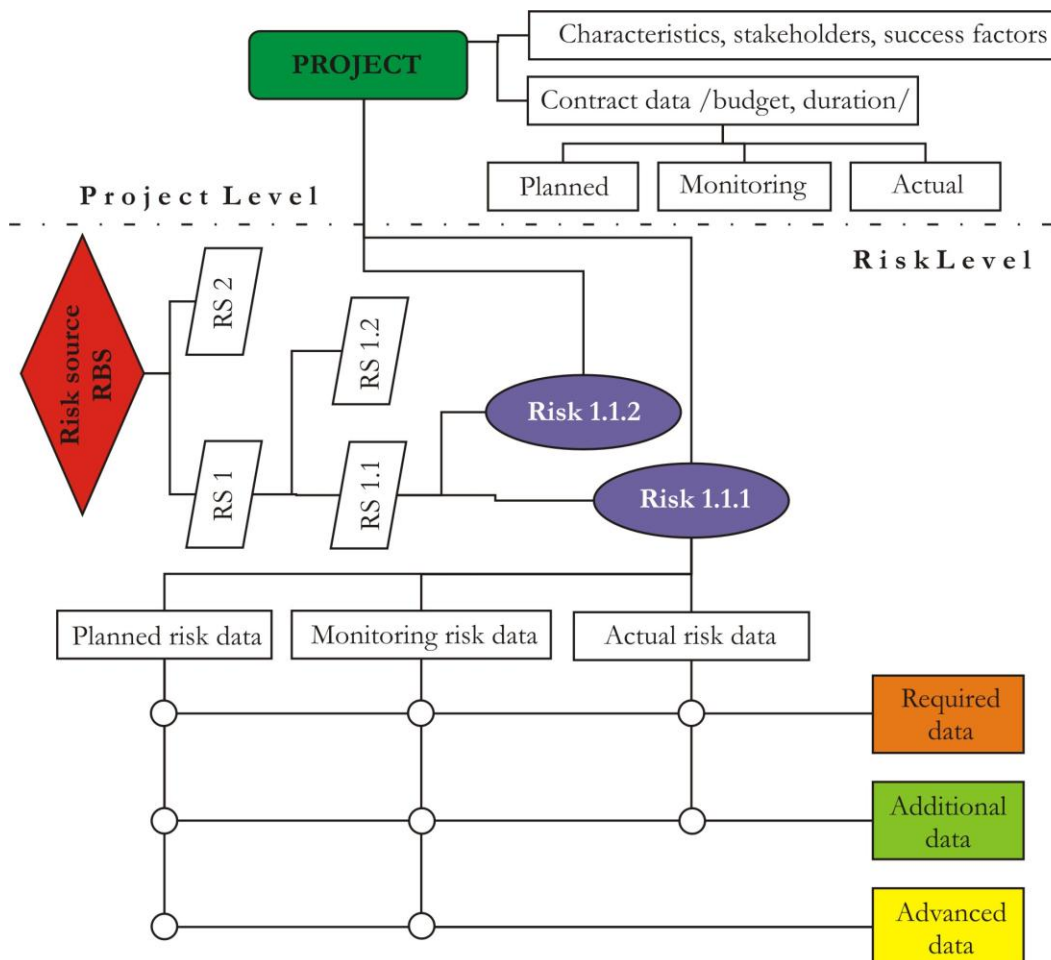 Characteristics, stakeholders, success factors
PROJECT
Contract data /budget, duration/
Planned
Monitoring
Actual
Project Level
Risk Level
Risk source
RBS
RS 2
RS 1.2
RS 1
RS 1.1
Risk 1.1.2
Risk 1.1.1
Planned risk data
Monitoring risk data
Actual risk data
Required
data
Additional
data
Advanced
data